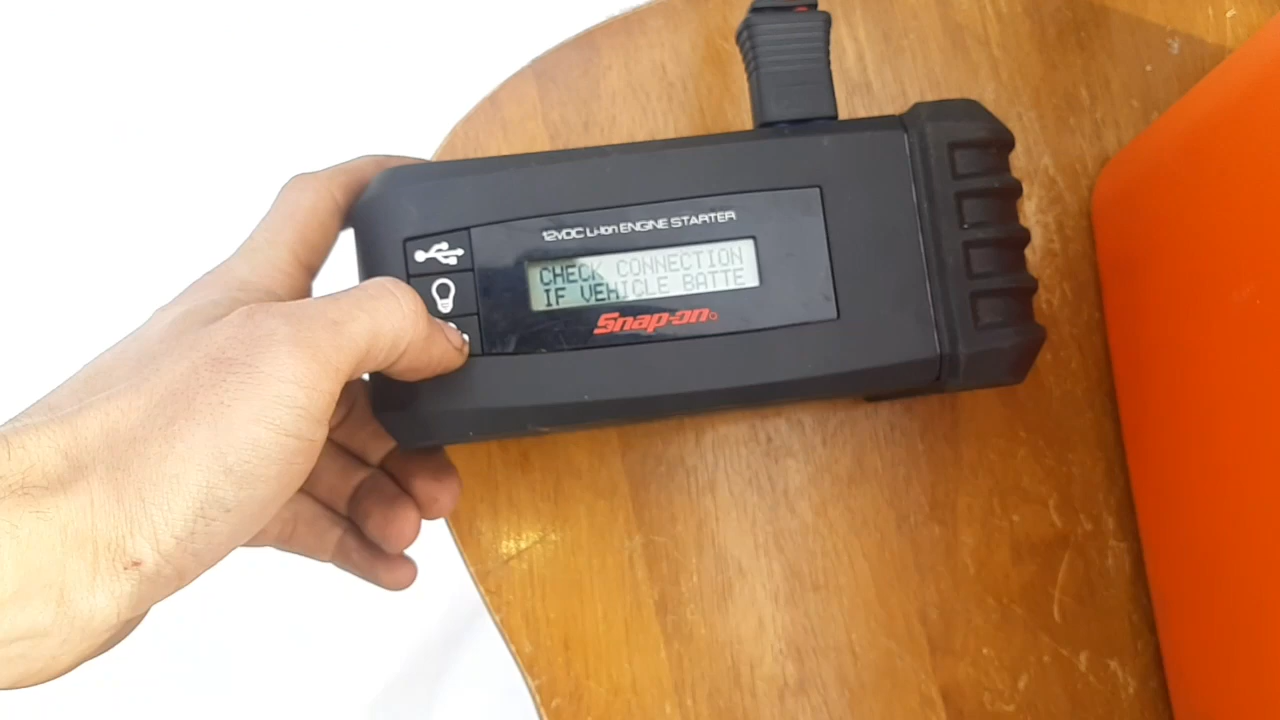 12VDC Li-Ion ENGINE STARTER
CHECK CONNECTION
IF VEHICLE BATTE
Snap-on